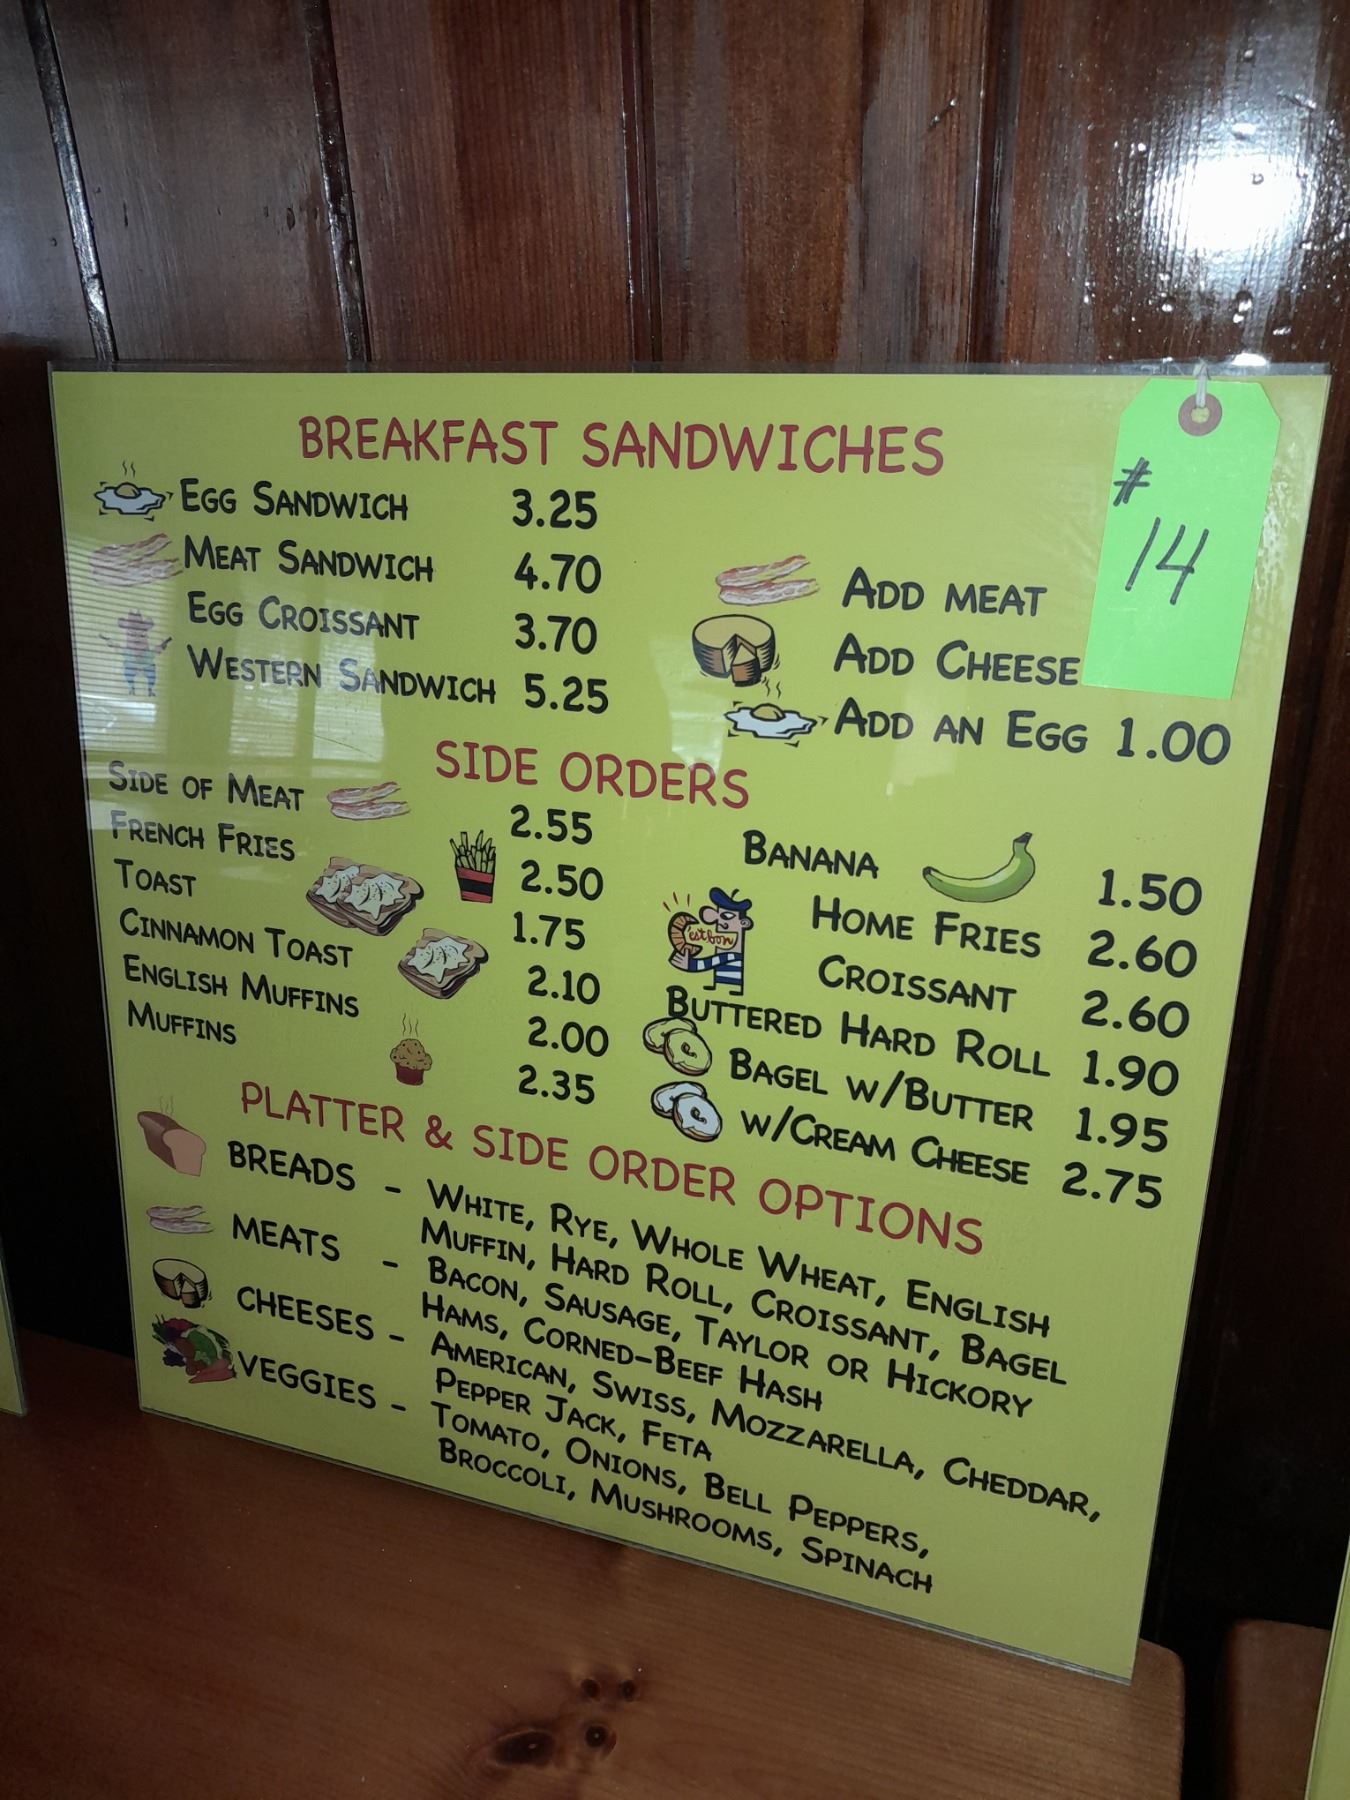 # 14
BREAKFAST SANDWICHES
EGG SANDWICH 3.25
MEAT SANDWICH 4.70
EGG CROISSANT 3.70
WESTERN SANDWICH 5.25
ADD MEAT
ADD CHEESE
ADD AN EGG 1.00
SIDE ORDERS
SIDE OF MEAT 2.55
FRENCH FRIES 2.50
TOAST 1.75
CINNAMON TOAST 2.10
ENGLISH MUFFINS 2.00
MUFFINS 2.35
BANANA 1.50
HOME FRIES 2.60
c'est bon
CROISSANT 2.60
BUTTERED HARD ROLL 1.90
BAGEL W/BUTTER 1.95
W/CREAM CHEESE 2.75
PLATTER & SIDE ORDER OPTIONS
BREADS - WHITE, RYE, WHOLE WHEAT, ENGLISH
MUFFIN, HARD ROLL, CROISSANT, BAGEL
MEATS - BACON, SAUSAGE, TAYLOR OR HICKORY
HAMS, CORNED-BEEF HASH
CHEESES - AMERICAN, SWISS, MOZZARELLA, CHEDDAR,
PEPPER JACK, FETA
VEGGIES - TOMATO, ONIONS, BELL PEPPERS,
BROCCOLI, MUSHROOMS, SPINACH